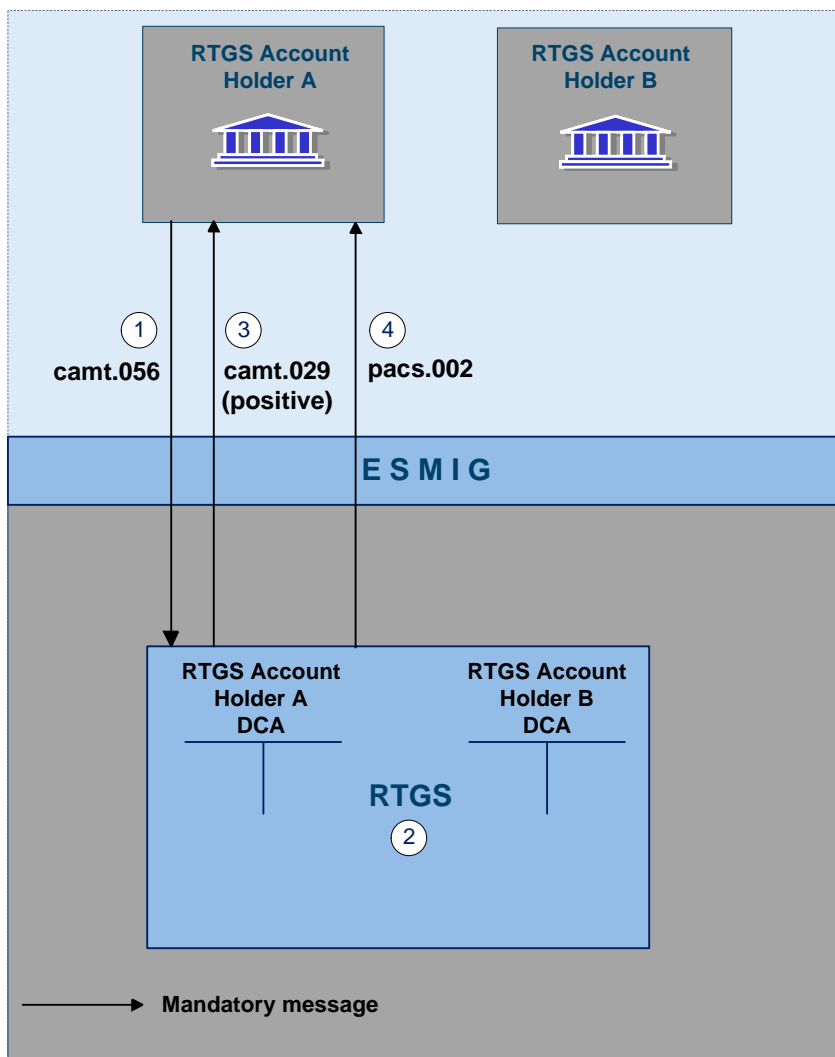 RTGS Account
Holder A
RTGS Account
Holder B
1
3
4
camt.056
camt.029
(positive)
pacs.002
E S M I G
RTGS Account
Holder A
DCA
RTGS Account
Holder B
DCA
RTGS
2
Mandatory message